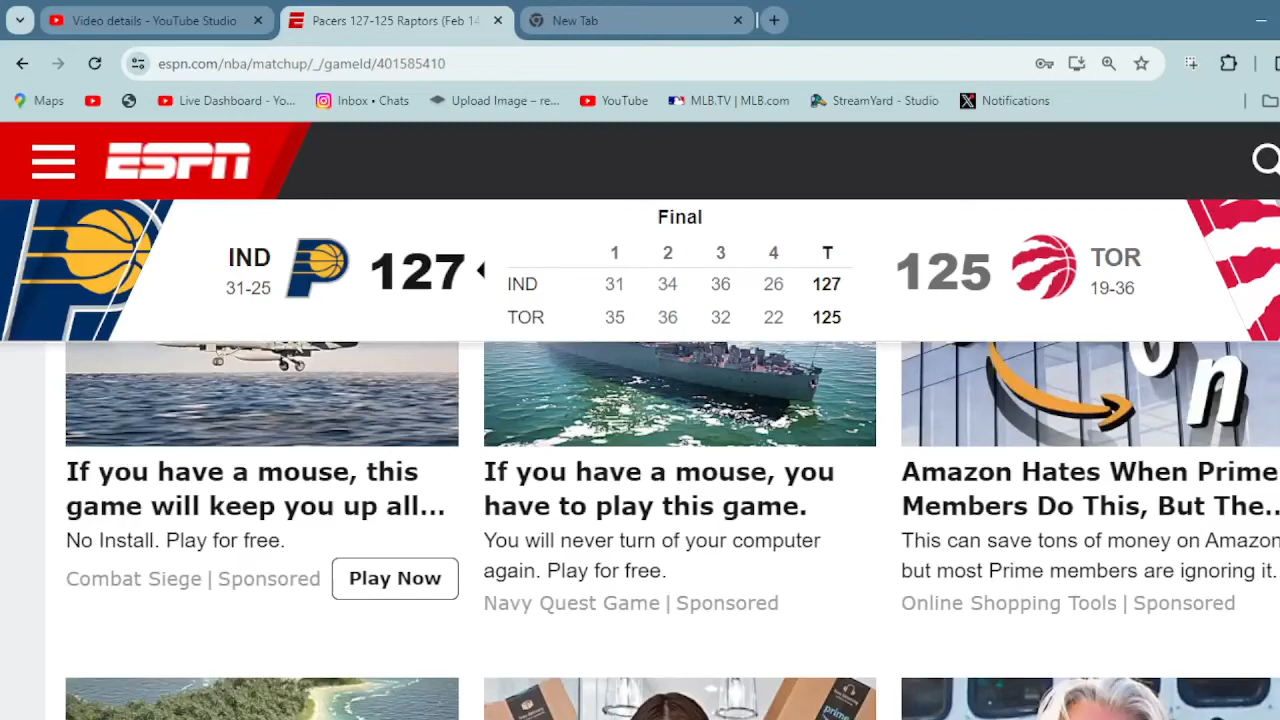 Video details - YouTube Studio
Pacers 127-125 Raptors (Feb 14
New Tab
espn.com/nba/matchup/_/gameId/401585410
Maps
Live Dashboard - Yo...
Inbox • Chats
Upload Image – re...
YouTube
MLB.TV | MLB.com
StreamYard - Studio
Notifications
ESPN
Final
IND
31-25
127
1 2 3 4 T
IND 31 34 36 26 127
TOR 35 36 32 22 125
125
TOR
19-36
on
If you have a mouse, this
game will keep you up all...
No Install. Play for free.
Combat Siege | Sponsored
Play Now
If you have a mouse, you
have to play this game.
You will never turn of your computer
again. Play for free.
Navy Quest Game | Sponsored
Amazon Hates When Prime
Members Do This, But The...
This can save tons of money on Amazon
but most Prime members are ignoring it.
Online Shopping Tools | Sponsored
prime